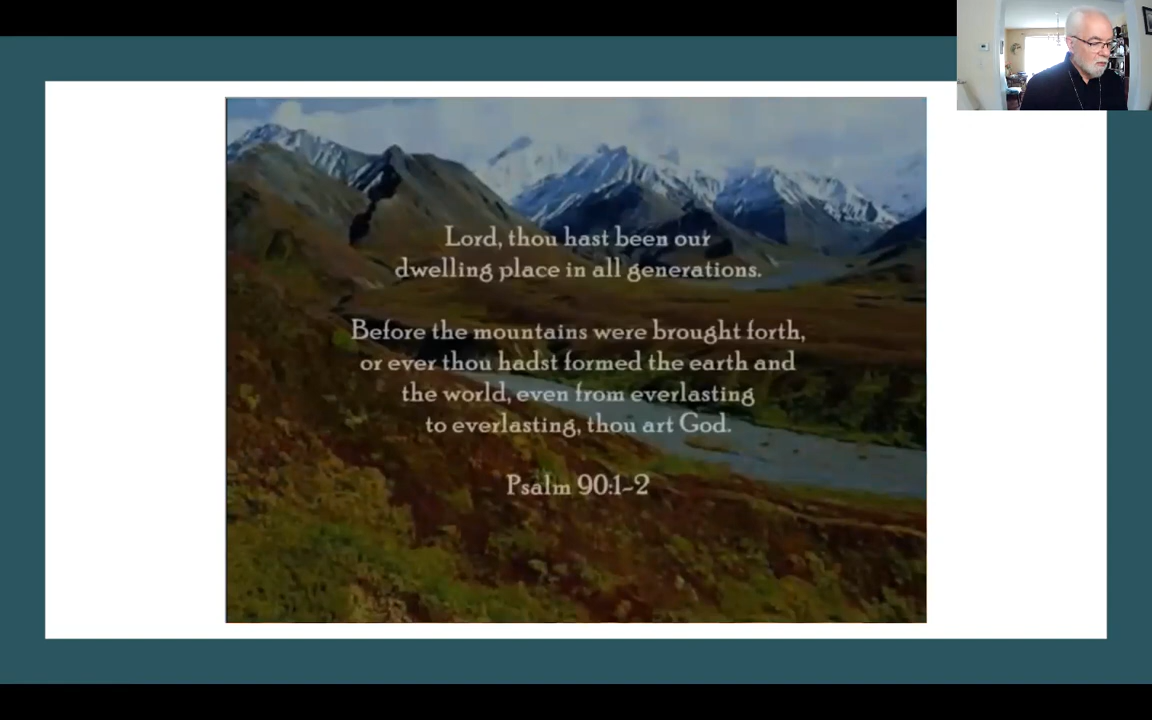 Lord, thou hast been our
dwelling place in all generations.
Before the mountains were brought forth,
or ever thou hadst formed the earth and
the world, even from everlasting
to everlasting, thou art God.
Psalm 90:1-2